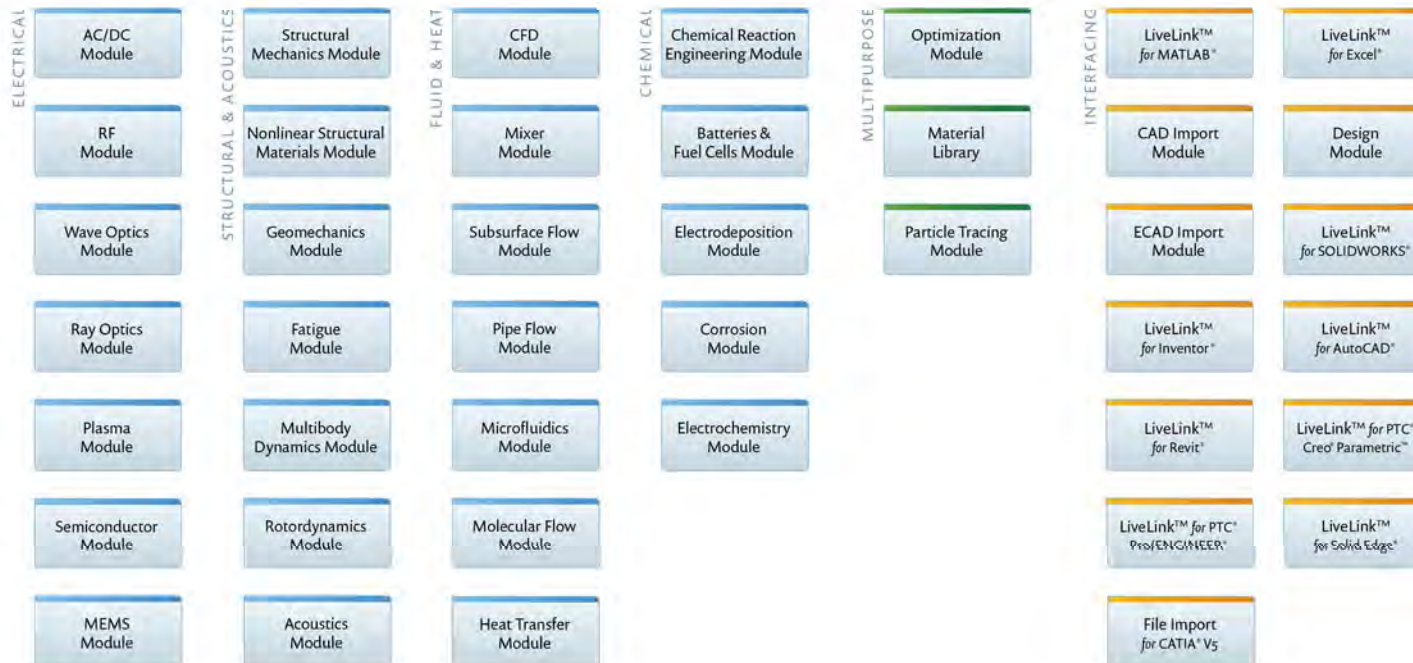 ELECTRICAL
AC/DC
Module
RF
Module
Wave Optics
Module
Ray Optics
Module
Plasma
Module
Semiconductor
Module
MEMS
Module
STRUCTURAL & ACOUSTICS
Structural
Mechanics Module
Nonlinear Structural
Materials Module
Geomechanics
Module
Fatigue
Module
Multibody
Dynamics Module
Rotordynamics
Module
Acoustics
Module
FLUID & HEAT
CFD
Module
Mixer
Module
Subsurface Flow
Module
Pipe Flow
Module
Microfluidics
Module
Molecular Flow
Module
Heat Transfer
Module
CHEMICAL
Chemical Reaction
Engineering Module
Batteries &
Fuel Cells Module
Electrodeposition
Module
Corrosion
Module
Electrochemistry
Module
MULTIPURPOSE
Optimization
Module
Material
Library
Particle Tracing
Module
INTERFACING
LiveLink™
for MATLAB®
CAD Import
Module
ECAD Import
Module
LiveLink™
for Inventor®
LiveLink™
for Revit®
LiveLink™ for PTC®
Pro/ENGINEER®
File Import
for CATIA® V5
LiveLink™
for Excel®
Design
Module
LiveLink™
for SOLIDWORKS®
LiveLink™
for AutoCAD®
LiveLink™ for PTC®
Creo® Parametric™
LiveLink™
for Solid Edge®